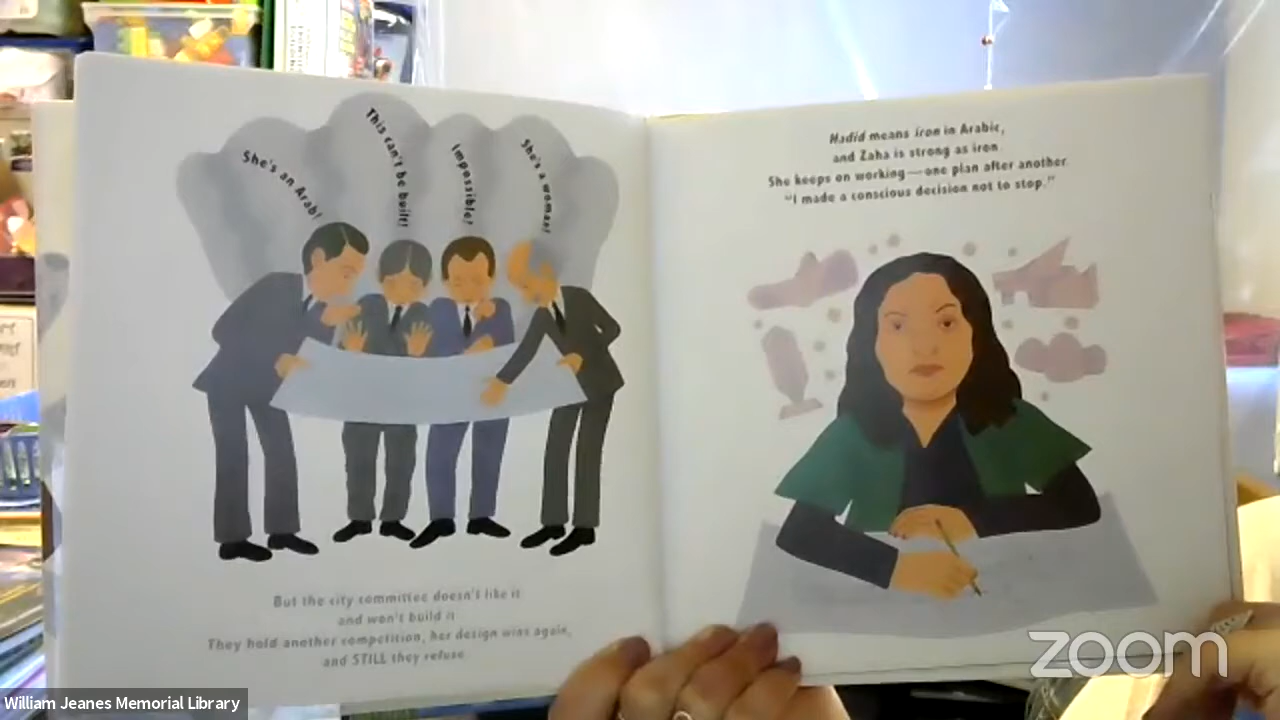 She's an Arab!
This can't be built!
Impossible!
She's a woman!
But the city committee doesn't like it
and won't build it.
They hold another competition, her design wins again,
and STILL they refuse.
Hadid means iron in Arabic,
and Zaha is strong as iron.
She keeps on working—one plan after another.
"I made a conscious decision not to stop."
zoom
William Jeanes Memorial Library